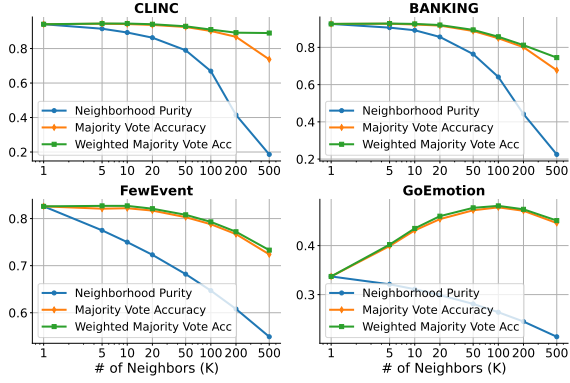 CLINC
0.8
0.6
0.4
0.2
Neighborhood Purity
Majority Vote Accuracy
Weighted Majority Vote Acc
1 5 10 20 50 100 200 500
BANKING
0.8
0.6
0.4
0.2
Neighborhood Purity
Majority Vote Accuracy
Weighted Majority Vote Acc
1 5 10 20 50 100 200 500
FewEvent
0.8
0.7
0.6
Neighborhood Purity
Majority Vote Accuracy
Weighted Majority Vote Acc
1 5 10 20 50 100 200 500
# of Neighbors (K)
GoEmotion
0.4
0.3
Neighborhood Purity
Majority Vote Accuracy
Weighted Majority Vote Acc
1 5 10 20 50 100 200 500
# of Neighbors (K)